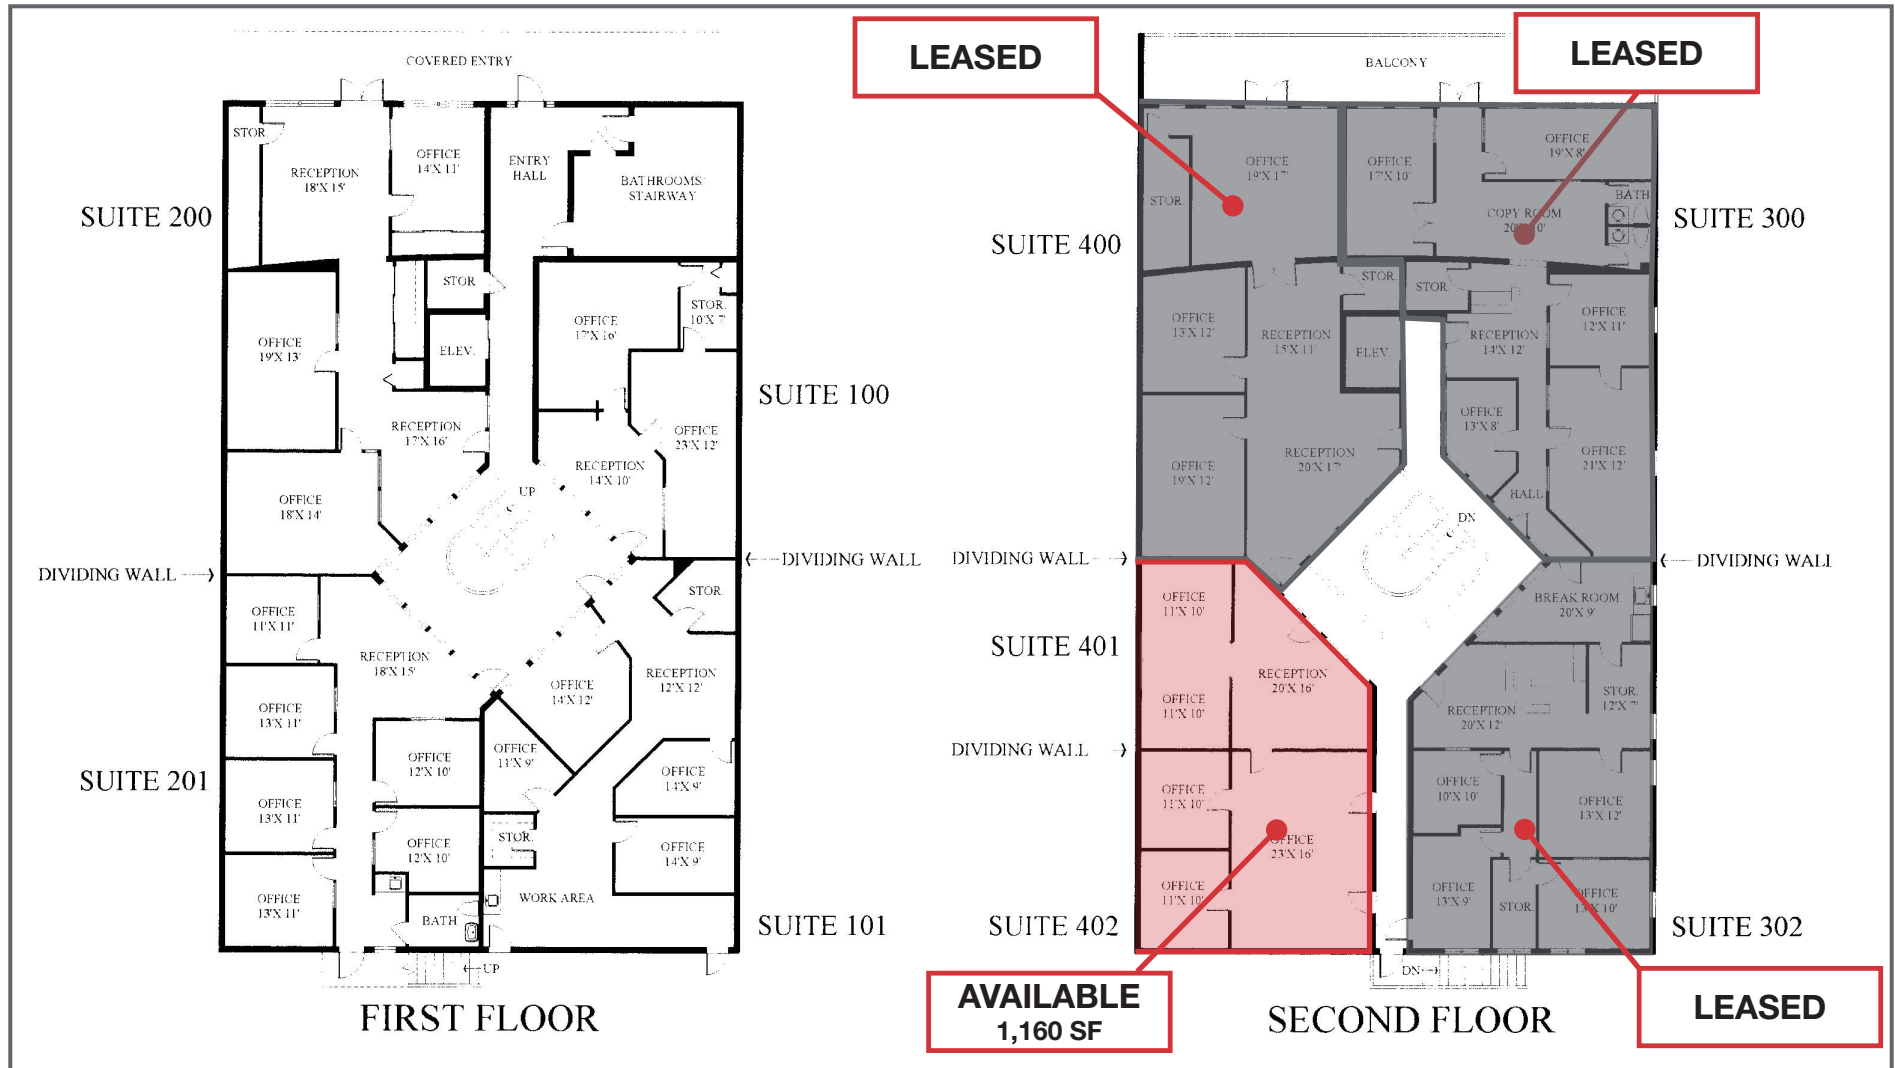 COVERED ENTRY
STOR.
RECEPTION
18'X 15'
OFFICE
14'X 11'
ENTRY
HALL
BATHROOMS/
STAIRWAY
SUITE 200
STOR.
OFFICE
17'X 16'
STOR.
10'X 7'
OFFICE
19'X 13'
ELEV.
SUITE 100
RECEPTION
17'X 16'
OFFICE
23'X 12'
RECEPTION
14'X 10'
OFFICE
18'X 14'
UP
DIVIDING WALL
DIVIDING WALL
OFFICE
11'X 11'
STOR.
RECEPTION
18'X 15'
OFFICE
14'X 12'
RECEPTION
12'X 12'
OFFICE
13'X 11'
OFFICE
12'X 10'
OFFICE
11'X 9'
OFFICE
14'X 9'
SUITE 201
OFFICE
13'X 11'
OFFICE
12'X 10'
STOR.
OFFICE
14'X 9'
OFFICE
13'X 11'
BATH
WORK AREA
SUITE 101
UP
FIRST FLOOR
LEASED
LEASED
BALCONY
OFFICE
19'X 17'
OFFICE
17'X 10'
OFFICE
19'X 8'
STOR.
BATH
COPY ROOM
SUITE 400
SUITE 300
STOR.
STOR.
OFFICE
13'X 12'
RECEPTION
15'X 11'
ELEV.
RECEPTION
14'X 12'
OFFICE
12'X 11'
OFFICE
13'X 8'
OFFICE
19'X 12'
RECEPTION
20'X 17'
OFFICE
21'X 12'
HALL
DN
DIVIDING WALL
DIVIDING WALL
OFFICE
11'X 10'
BREAK ROOM
20'X 9'
SUITE 401
RECEPTION
20'X 16'
OFFICE
11'X 10'
STOR.
12'X 7'
RECEPTION
20'X 12'
DIVIDING WALL
OFFICE
11'X 10'
OFFICE
10'X 10'
OFFICE
13'X 12'
OFFICE
23'X 16'
OFFICE
11'X 10'
OFFICE
13'X 9'
STOR.
OFFICE
13'X 10'
SUITE 402
SUITE 302
DN
AVAILABLE
1,160 SF
SECOND FLOOR
LEASED